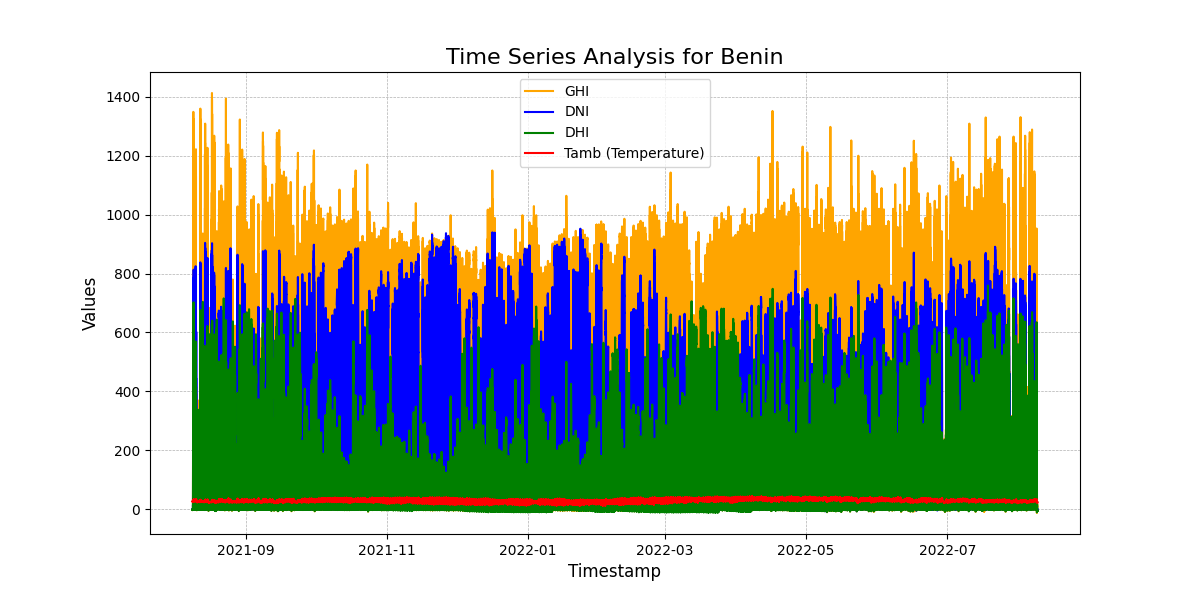 Time Series Analysis for Benin
GHI
DNI
DHI
Tamb (Temperature)
Values
1400
1200
1000
800
600
400
200
0
2021-09 2021-11 2022-01 2022-03 2022-05 2022-07
Timestamp